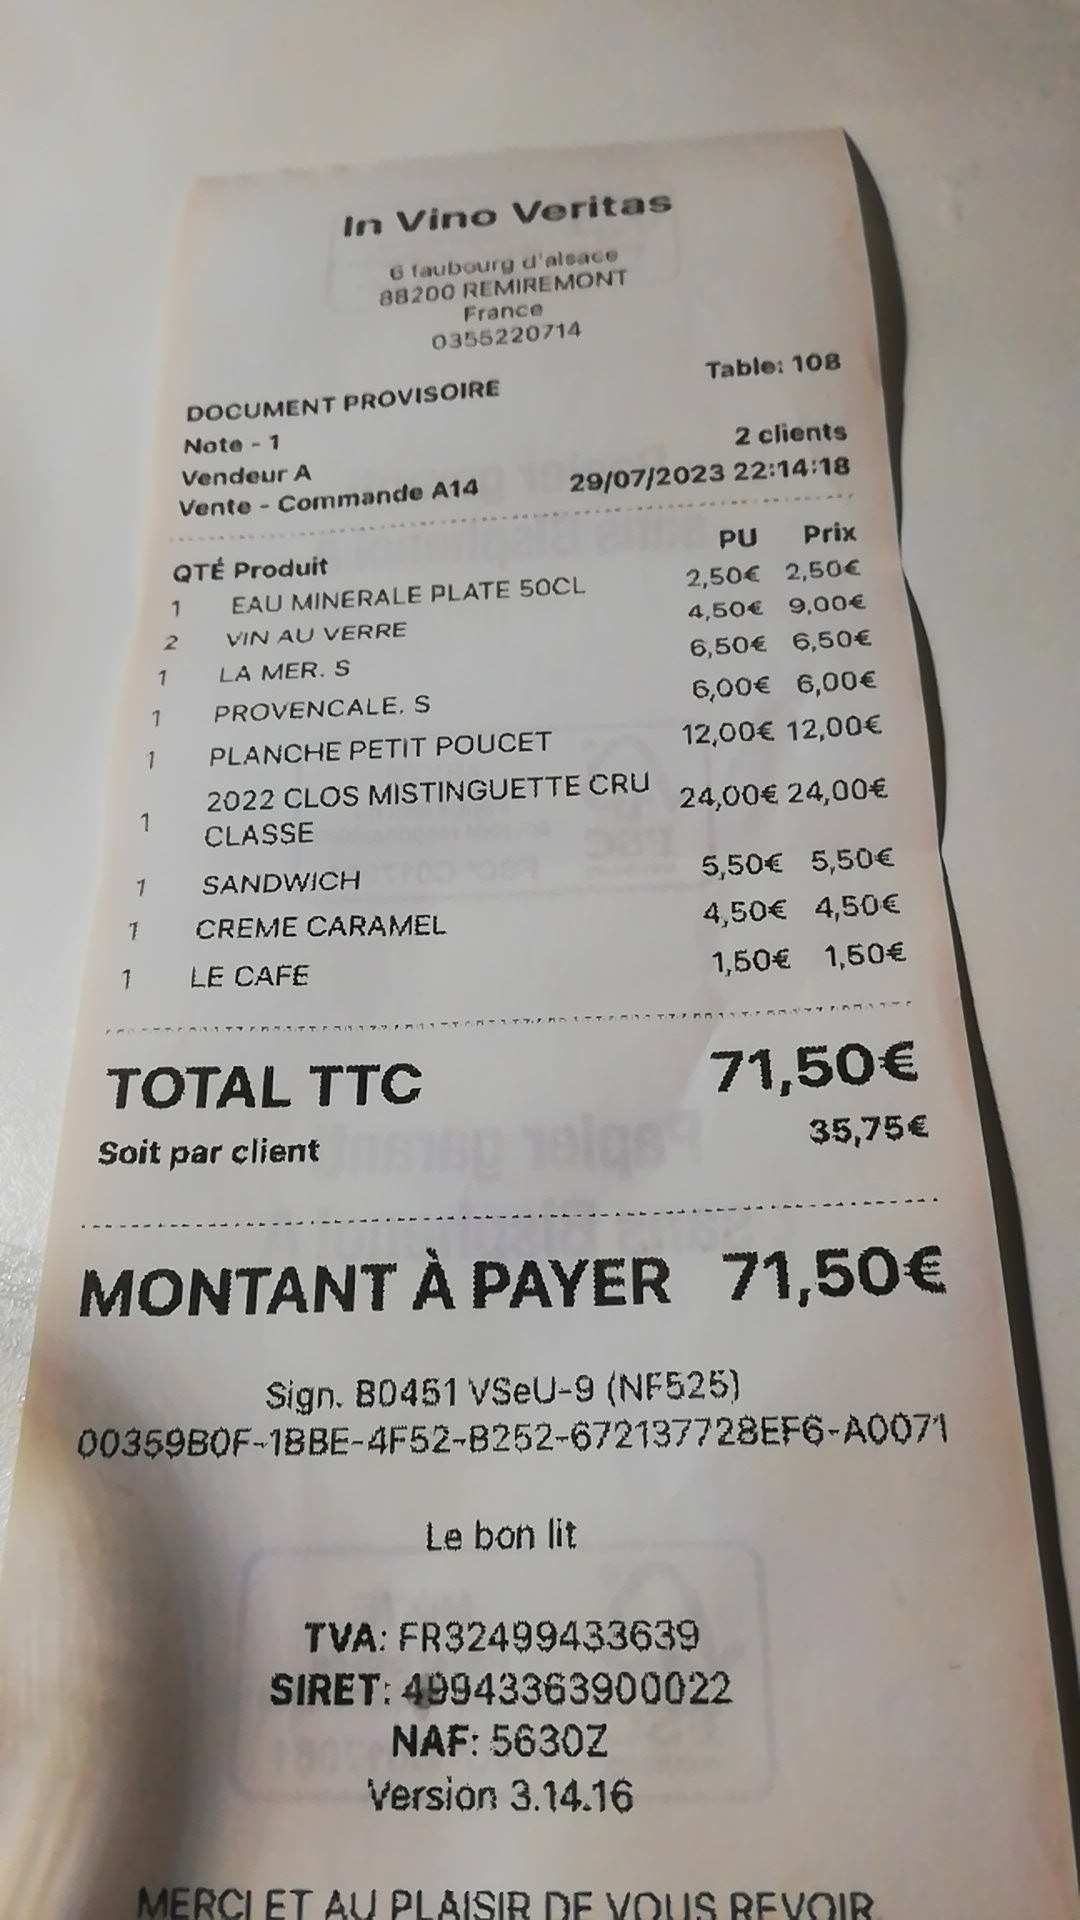 In Vino Veritas
6 faubourg d'alsace
88200 REMIREMONT
France
0355220714
Table: 108
DOCUMENT PROVISOIRE
Note - 1
2 clients
Vendeur A
Vente - Commande A14 29/07/2023 22:14:18
QTÉ Produit PU Prix
1 EAU MINERALE PLATE 50CL 2,50€ 2,50€
2 VIN AU VERRE 4,50€ 9,00€
1 LA MER. S 6,50€ 6,50€
1 PROVENCALE. S 6,00€ 6,00€
1 PLANCHE PETIT POUCET 12,00€ 12,00€
1 2022 CLOS MISTINGUETTE CRU 24,00€ 24,00€
CLASSE
1 SANDWICH 5,50€ 5,50€
1 CREME CARAMEL 4,50€ 4,50€
1 LE CAFE 1,50€ 1,50€
TOTAL TTC 71,50€
Soit par client 35,75€
MONTANT À PAYER 71,50€
Sign. B0451 VSeU-9 (NF525)
00359B0F-1BBE-4F52-B252-672137728EF6-A0071
Le bon lit
TVA: FR32499433639
SIRET: 49943363900022
NAF: 5630Z
Version 3.14.16
MERCI ET AU PLAISIR DE VOUS REVOIR